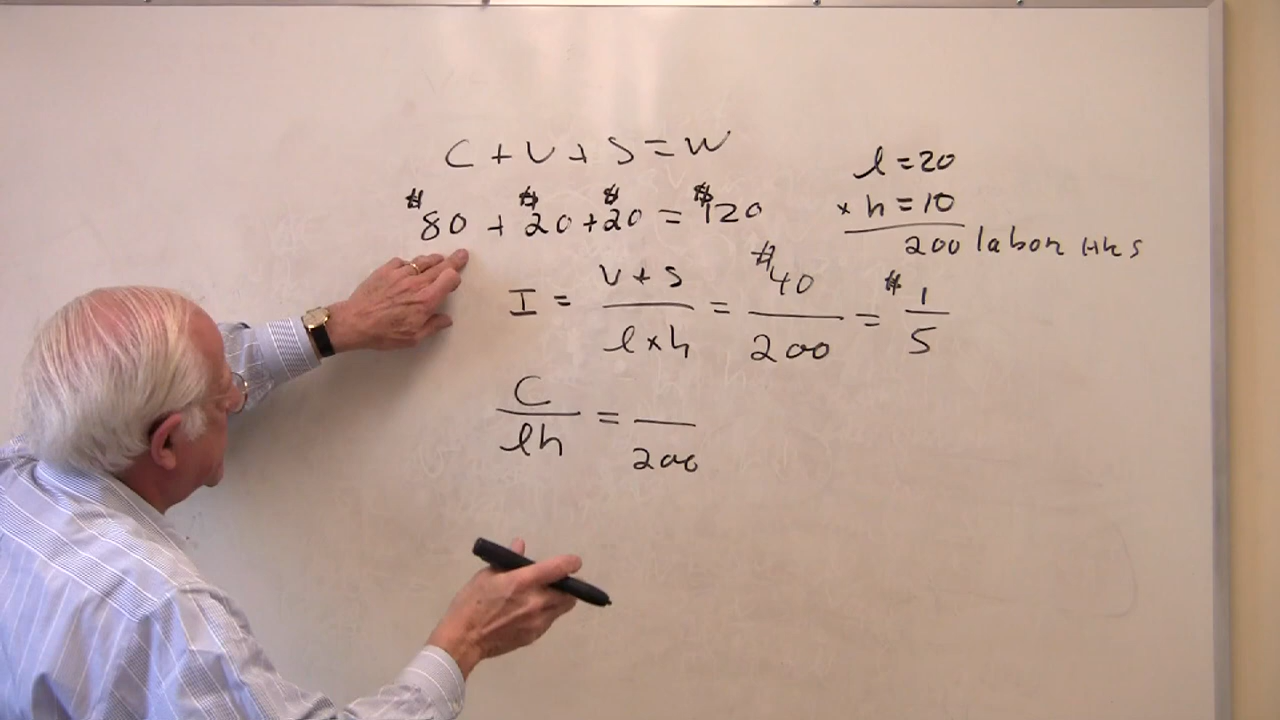 C + V + S = W
$80 + $20 + $20 = $120
l = 20
x h = 10
200 labor HRS
I = V + S / l x h = $40 / 200 = $ 1 / 5
C / lh = / 200